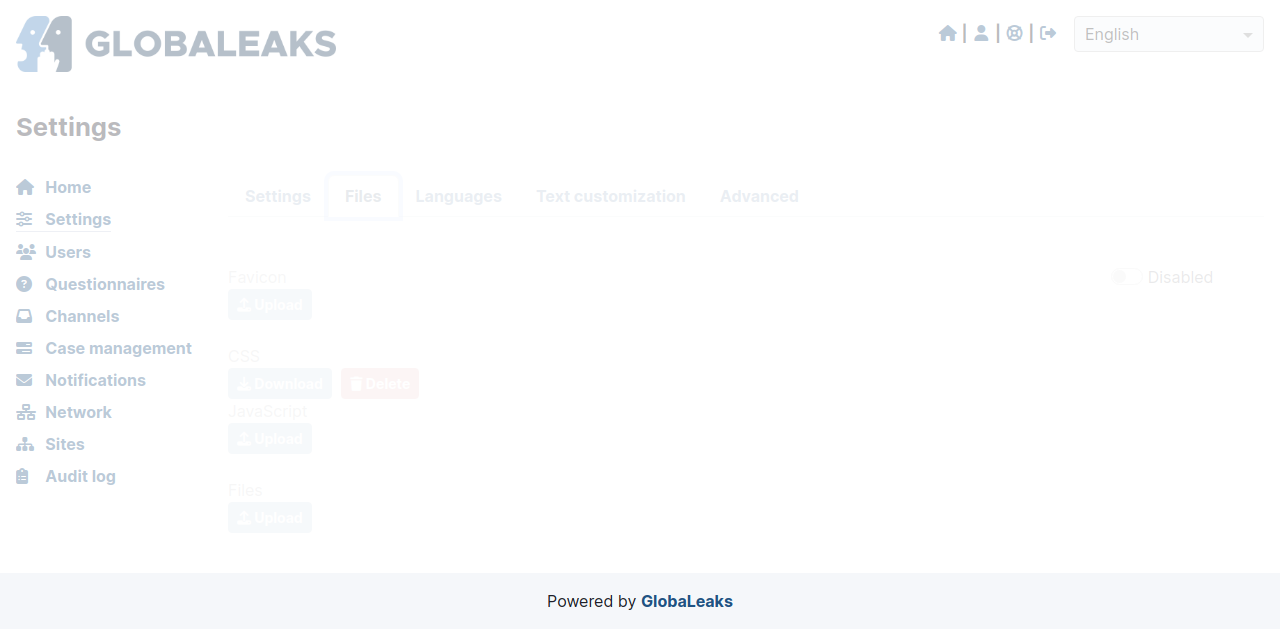 GLOBALEAKS
English
Settings
Home
Settings
Users
Questionnaires
Channels
Case management
Notifications
Network
Sites
Audit log
Settings Files Languages Text customization Advanced
Favicon
Disabled
Upload
CSS
Download Delete
JavaScript
Upload
Files
Upload
Powered by GlobaLeaks